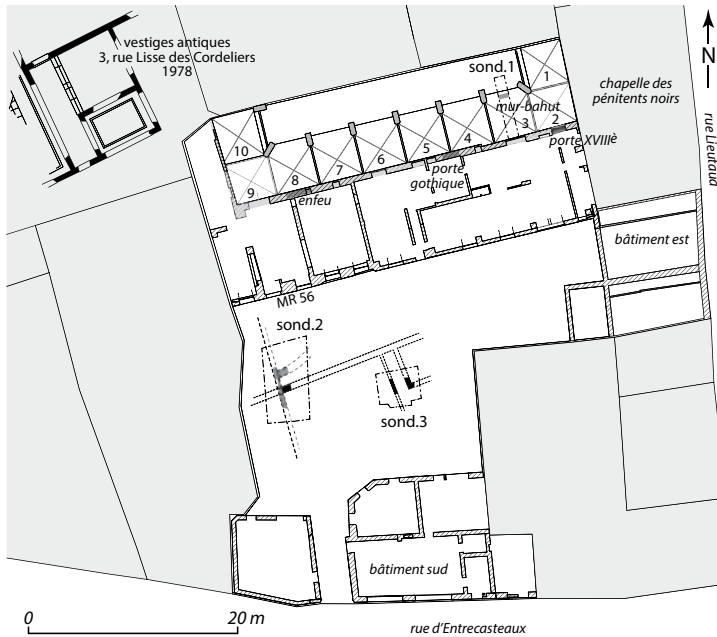 vestiges antiques
3, rue Lisse des Cordeliers
1978
N
sond.1
1
chapelle des
pénitents noirs
rue Lieutaud
mur-bahut
2
3
4
5
6
7
8
9
10
porte XVIIIè
porte
gothique
enfeu
bâtiment est
MR 56
sond.2
sond.3
bâtiment sud
0
20 m
rue d'Entrecasteaux